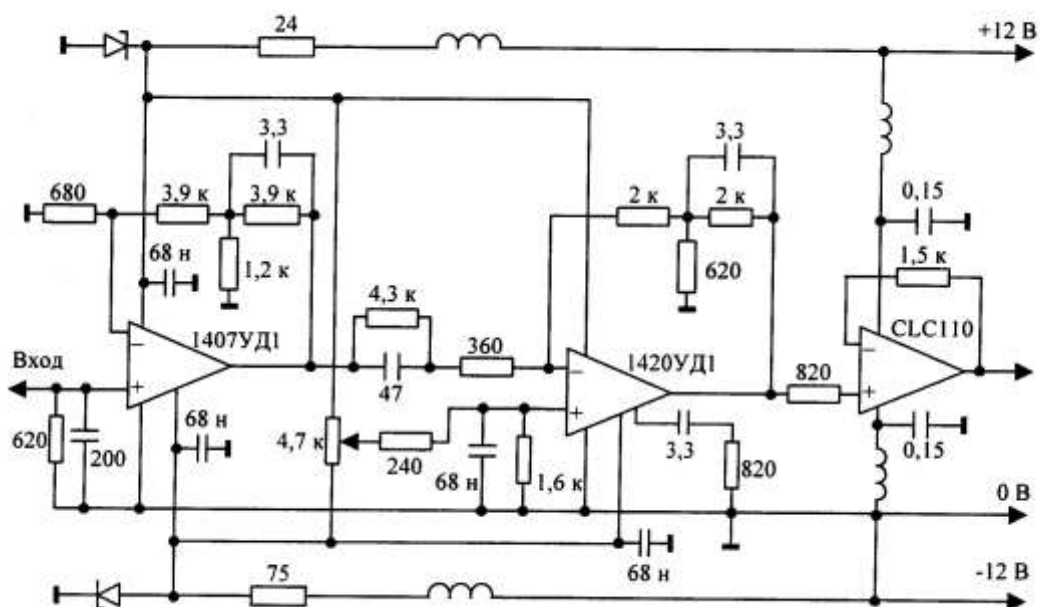 24
+12 В
3,3
3,3
680
3,9 к
3,9 к
2 к
2 к
0,15
68 н
1,2 к
620
1,5 к
4,3 к
1407УД1
CLC110
Вход
360
1420УД1
47
820
620
200
68 н
4,7 к
240
68 н
1,6 к
3,3
820
0,15
0 В
68 н
75
-12 В